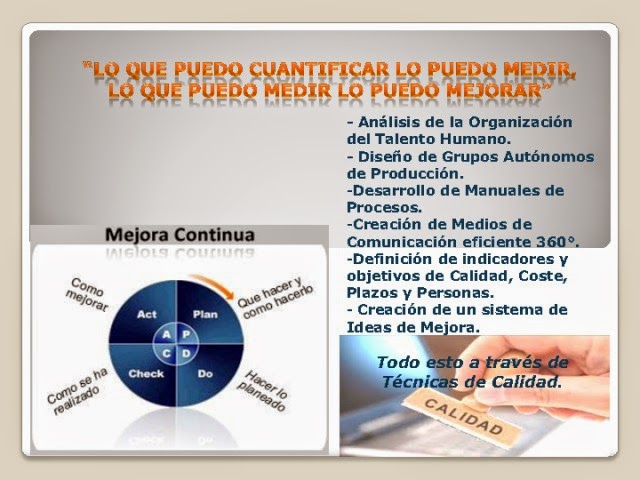 "LO QUE PUEDO CUANTIFICAR LO PUEDO MEDIR,
LO QUE PUEDO MEDIR LO PUEDO MEJORAR"
- Análisis de la Organización
del Talento Humano.
- Diseño de Grupos Autónomos
de Producción.
-Desarrollo de Manuales de
Procesos.
-Creación de Medios de
Comunicación eficiente 360°.
-Definición de indicadores y
objetivos de Calidad, Coste,
Plazos y Personas.
- Creación de un sistema de
Ideas de Mejora.
Todo esto a través de
Técnicas de Calidad.
CALIDAD
Mejora Continua
Como
mejorar
Que hacer y
como hacerlo
Act
Plan
A
P
C
D
Check
Do
Como se ha
realizado
Hacer lo
planeado